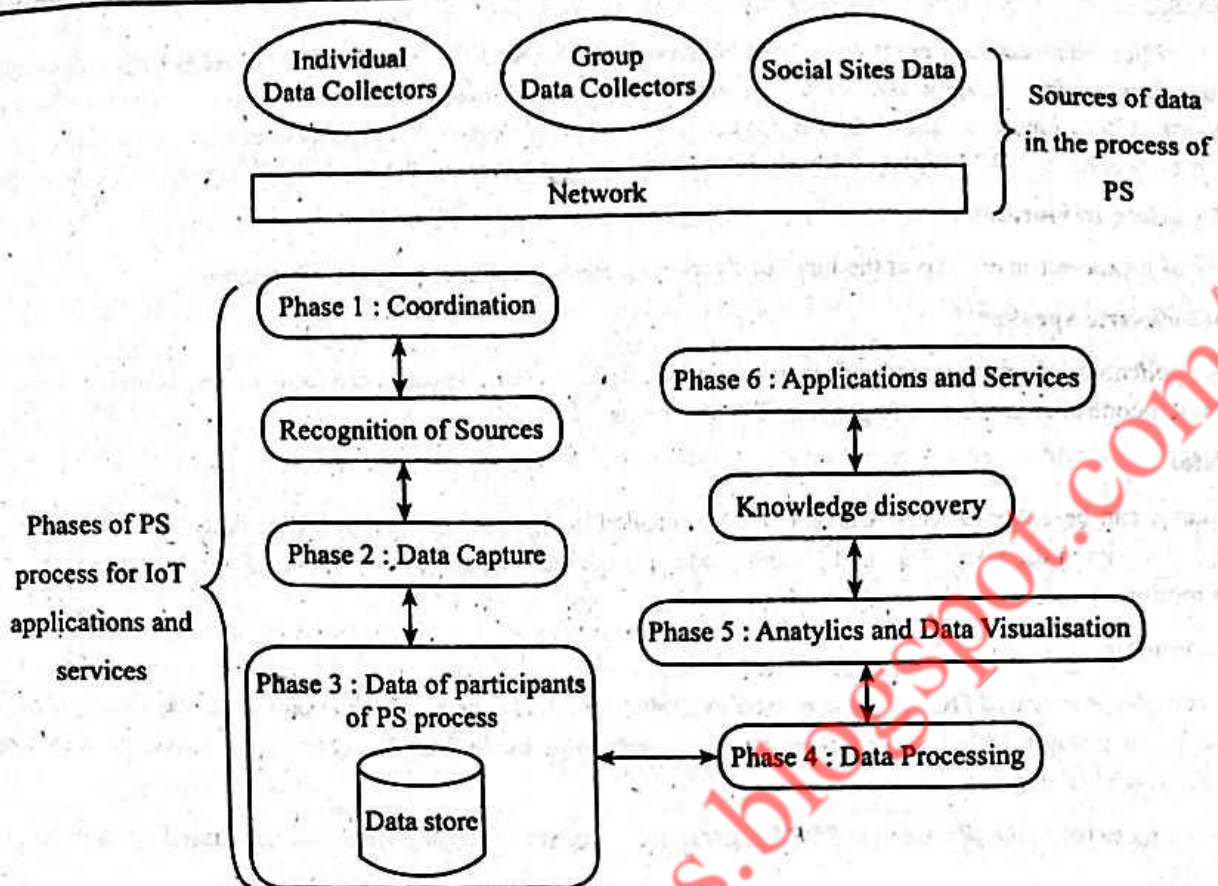 Individual
Data Collectors
Group
Data Collectors
Social Sites Data
Sources of data
in the process of
PS
Network
Phases of PS
process for IoT
applications and
services
Phase 1 : Coordination
Recognition of Sources
Phase 2 : Data Capture
Phase 3 : Data of participants
of PS process
Data store
Phase 6 : Applications and Services
Knowledge discovery
Phase 5 : Anatylics and Data Visualisation
Phase 4 : Data Processing
s.blogspot.com